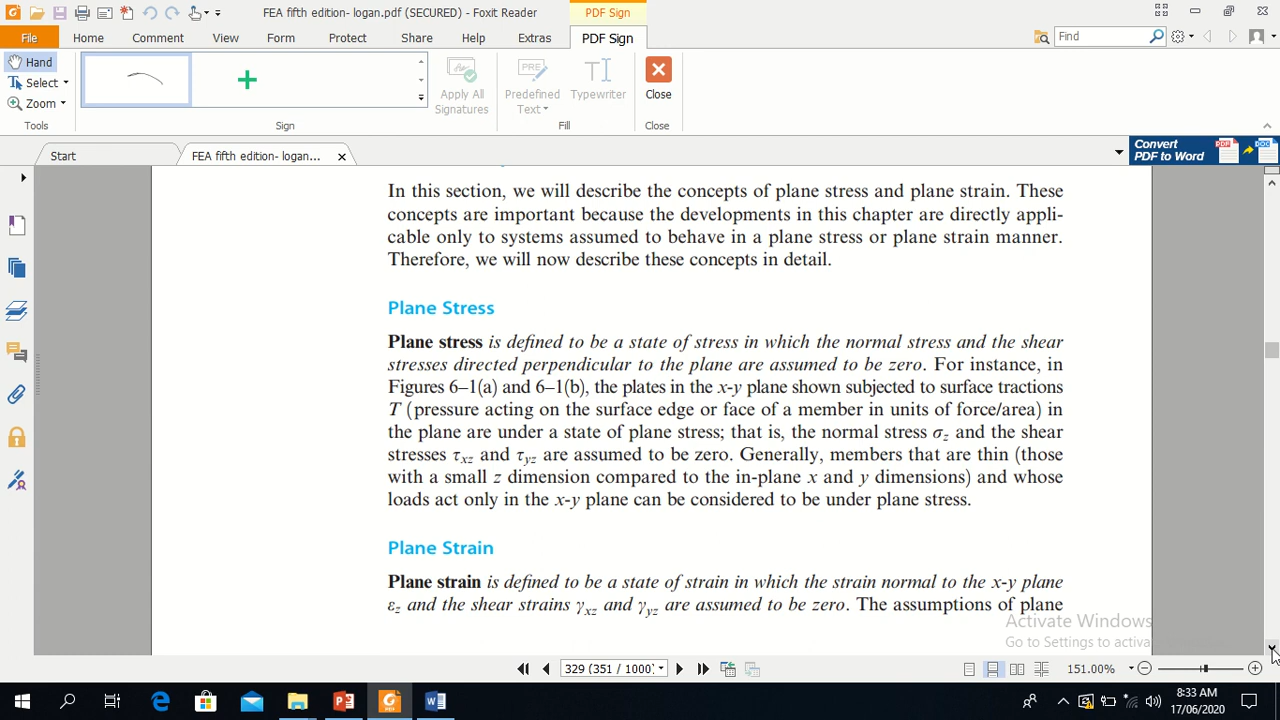 FEA fifth edition- logan.pdf (SECURED) - Foxit Reader
PDF Sign
File
Home
Comment
View
Form
Protect
Share
Help
Extras
PDF Sign
Find
Hand
Select
Zoom
Tools
Sign
Apply All
Signatures
Predefined
Text
Typewriter
Fill
Close
Close
Start
FEA fifth edition- logan...
Convert
PDF to Word
In this section, we will describe the concepts of plane stress and plane strain. These
concepts are important because the developments in this chapter are directly appli-
cable only to systems assumed to behave in a plane stress or plane strain manner.
Therefore, we will now describe these concepts in detail.
Plane Stress
Plane stress is defined to be a state of stress in which the normal stress and the shear
stresses directed perpendicular to the plane are assumed to be zero. For instance, in
Figures 6–1(a) and 6–1(b), the plates in the x-y plane shown subjected to surface tractions
T (pressure acting on the surface edge or face of a member in units of force/area) in
the plane are under a state of plane stress; that is, the normal stress σz and the shear
stresses τxz and τyz are assumed to be zero. Generally, members that are thin (those
with a small z dimension compared to the in-plane x and y dimensions) and whose
loads act only in the x-y plane can be considered to be under plane stress.
Plane Strain
Plane strain is defined to be a state of strain in which the strain normal to the x-y plane
εz and the shear strains γxz and γyz are assumed to be zero. The assumptions of plane
Activate Windows
Go to Settings to activa
329 (351 / 1000)
151.00%
8:33 AM
17/06/2020